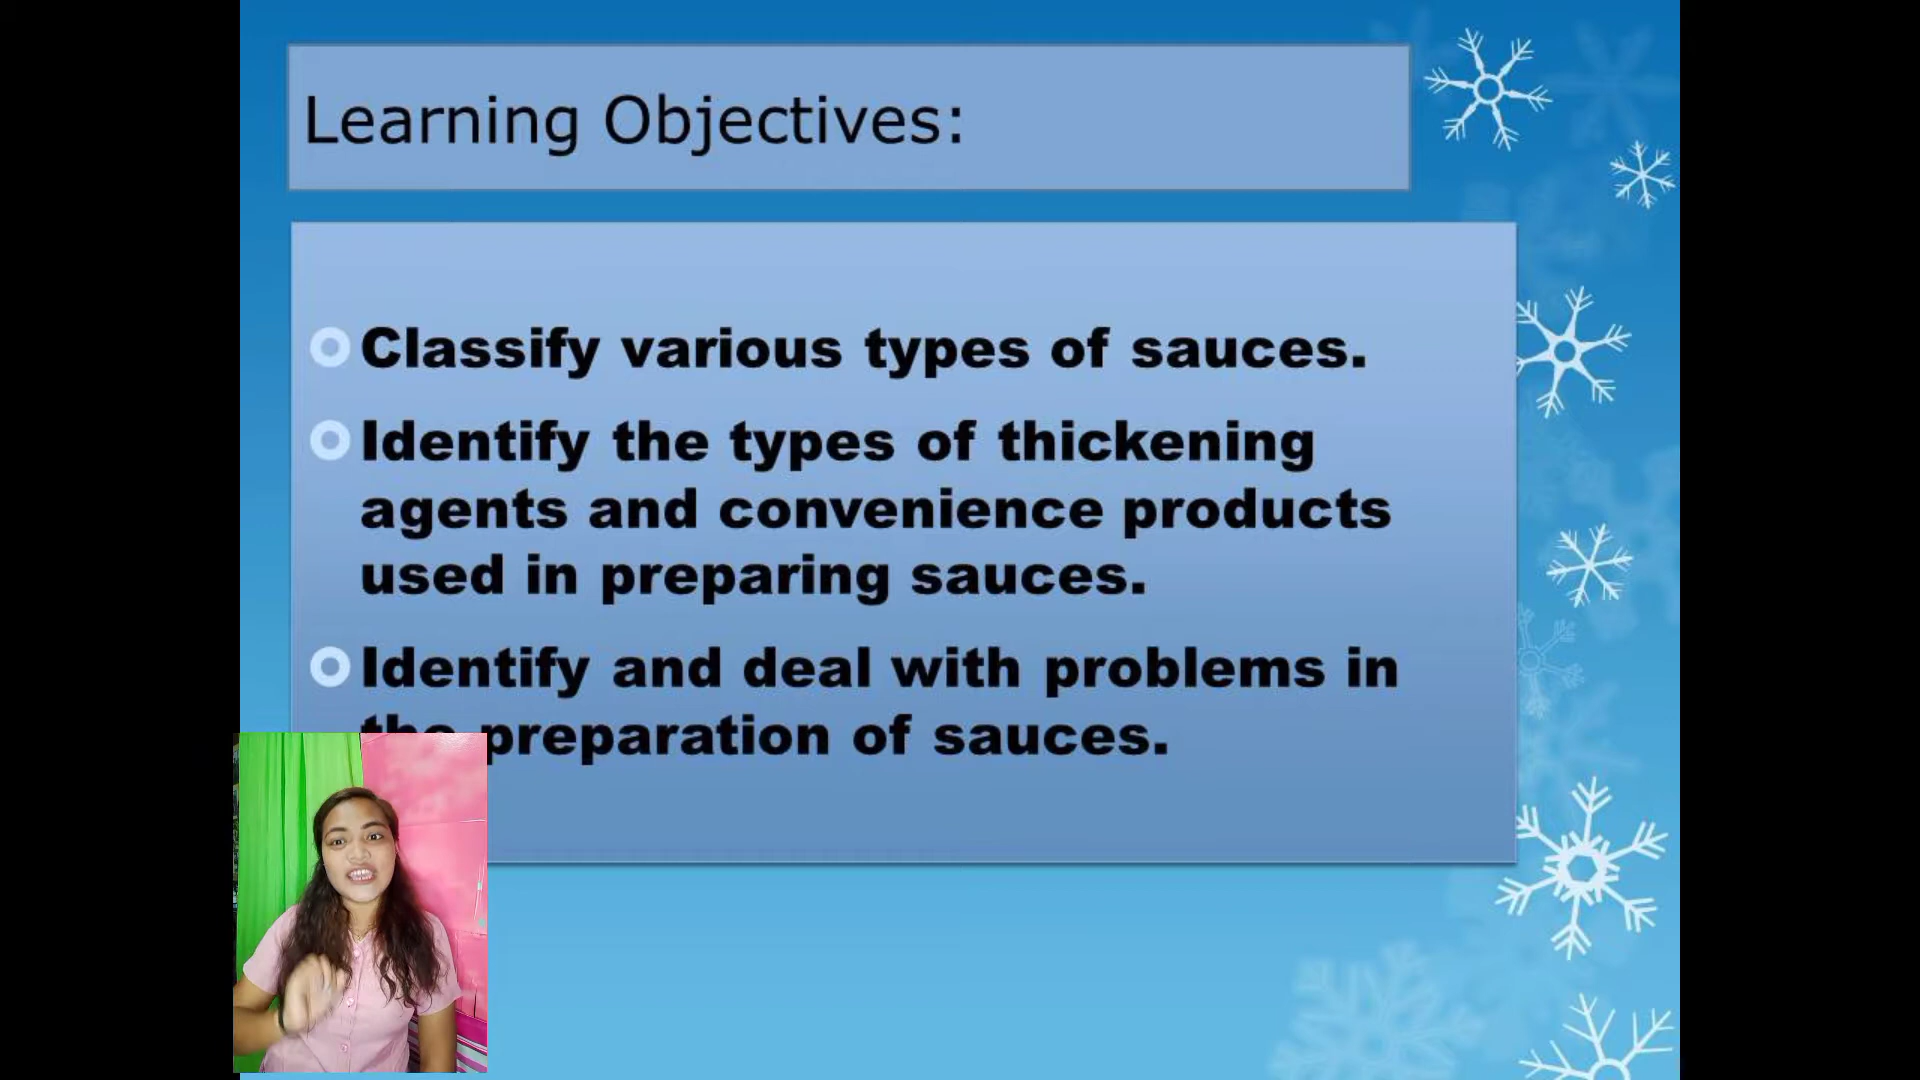 Learning Objectives:
Classify various types of sauces.
Identify the types of thickening
agents and convenience products
used in preparing sauces.
Identify and deal with problems in
the preparation of sauces.